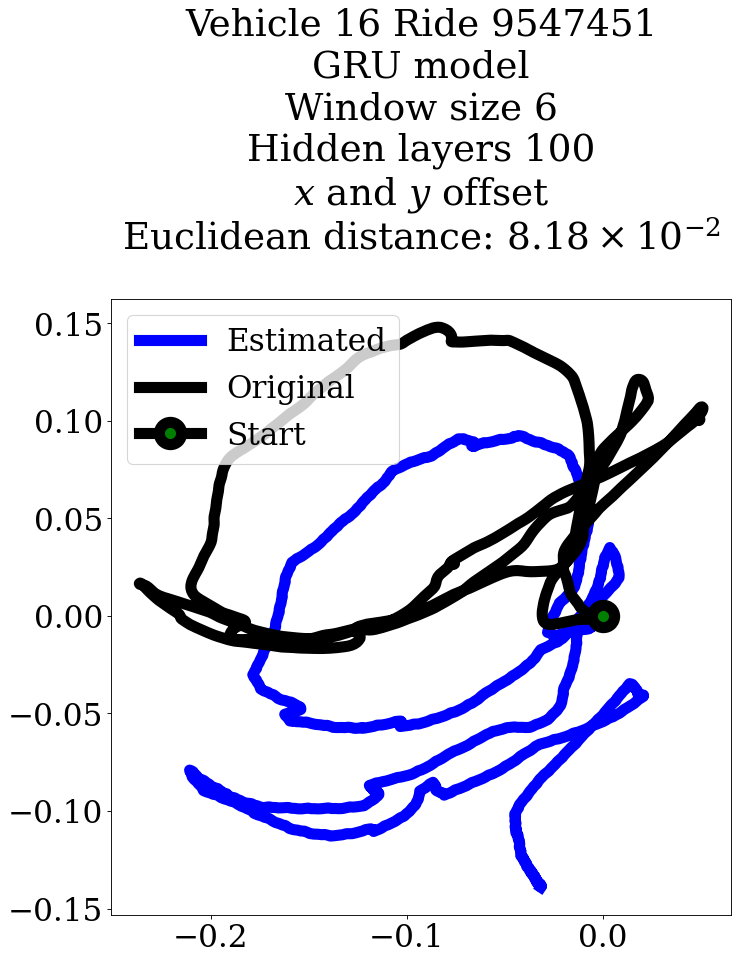 Vehicle 16 Ride 9547451
GRU model
Window size 6
Hidden layers 100
x and y offset
Euclidean distance: 8.18 × 10⁻²
Estimated
Original
Start
0.15
0.10
0.05
0.00
−0.05
−0.10
−0.15
−0.2
−0.1
0.0